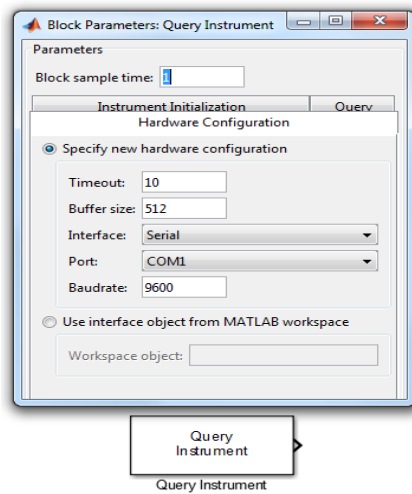 Block Parameters: Query Instrument
Parameters
Block sample time: 1
Instrument Initialization Query
Hardware Configuration
Specify new hardware configuration
Timeout: 10
Buffer size: 512
Interface: Serial
Port: COM1
Baudrate: 9600
Use interface object from MATLAB workspace
Workspace object:
Query
Instrument
Query Instrument